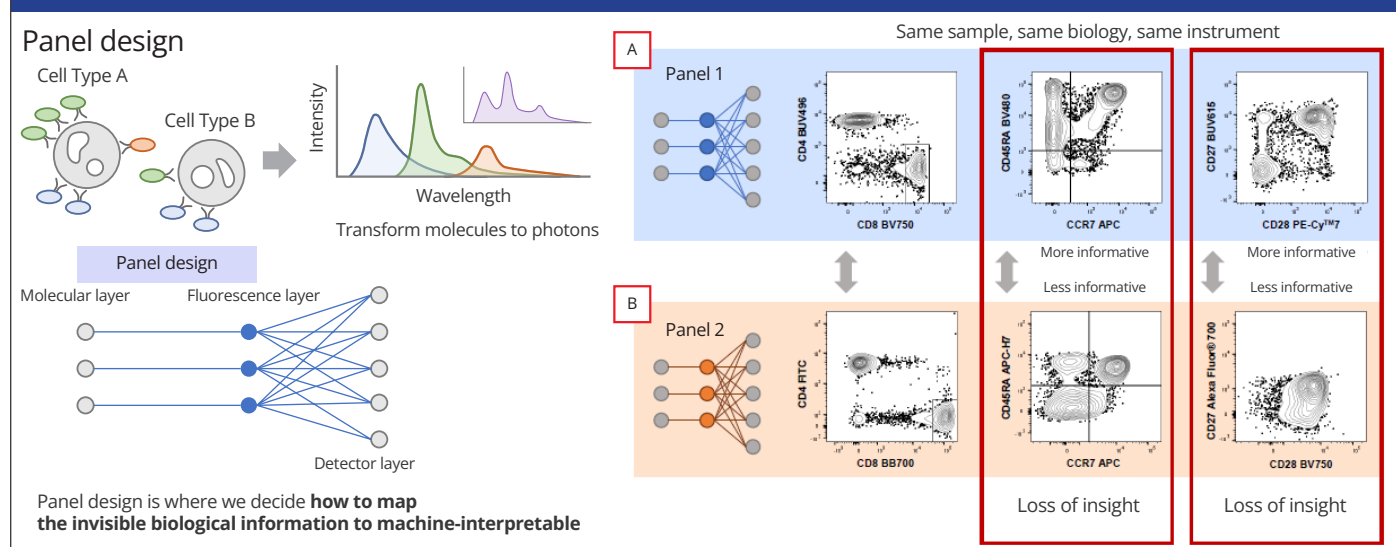 Panel design
Cell Type A
Cell Type B
Intensity
Wavelength
Transform molecules to photons
Panel design
Molecular layer
Fluorescence layer
Detector layer
Panel design is where we decide how to map
the invisible biological information to machine-interpretable
Same sample, same biology, same instrument
A
Panel 1
CD4 BUV496
CD8 BV750
CD45RA BV480
CCR7 APC
CD27 BUV615
CD28 PE-Cy™7
More informative
Less informative
More informative
Less informative
B
Panel 2
CD4 FITC
CD8 BB700
CD45RA APC-H7
CCR7 APC
CD27 Alexa Fluor® 700
CD28 BV750
Loss of insight
Loss of insight